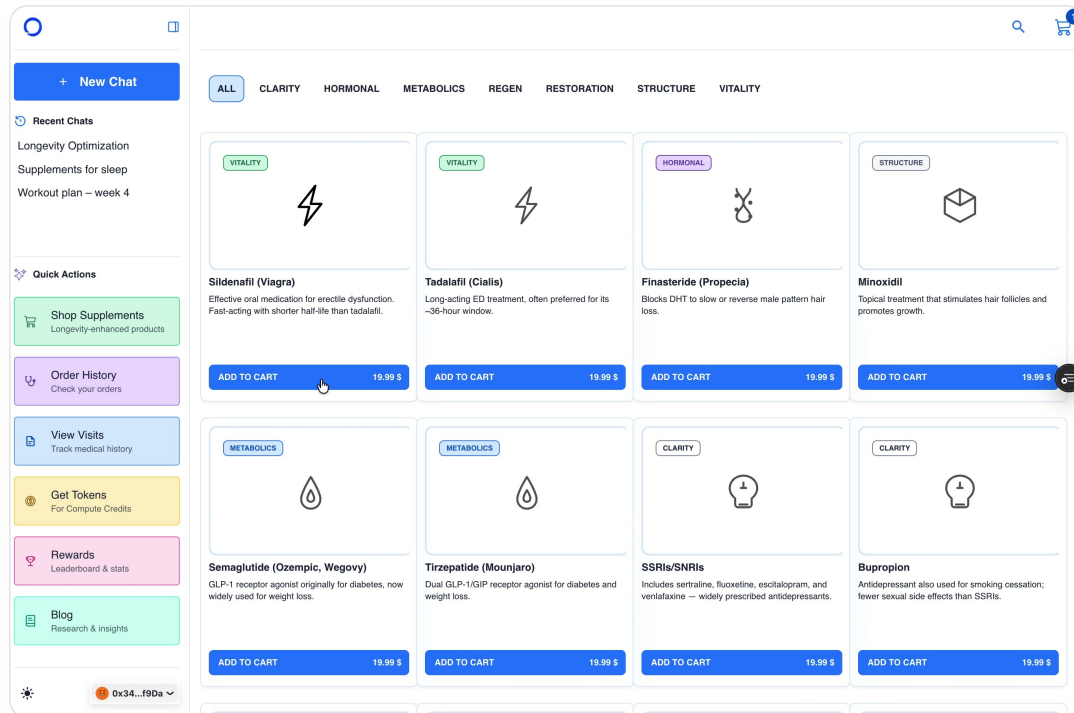 + New Chat
Recent Chats
Longevity Optimization
Supplements for sleep
Workout plan – week 4
Quick Actions
Shop Supplements
Longevity-enhanced products
Order History
Check your orders
View Visits
Track medical history
Get Tokens
For Compute Credits
Rewards
Leaderboard & stats
Blog
Research & insights
0x34...f9Da
ALL CLARITY HORMONAL METABOLICS REGEN RESTORATION STRUCTURE VITALITY
VITALITY
Sildenafil (Viagra)
Effective oral medication for erectile dysfunction.
Fast-acting with shorter half-life than tadalafil.
ADD TO CART 19.99 $
VITALITY
Tadalafil (Cialis)
Long-acting ED treatment, often preferred for its
~36-hour window.
ADD TO CART 19.99 $
HORMONAL
Finasteride (Propecia)
Blocks DHT to slow or reverse male pattern hair
loss.
ADD TO CART 19.99 $
STRUCTURE
Minoxidil
Topical treatment that stimulates hair follicles and
promotes growth.
ADD TO CART 19.99 $
METABOLICS
Semaglutide (Ozempic, Wegovy)
GLP-1 receptor agonist originally for diabetes, now
widely used for weight loss.
ADD TO CART 19.99 $
METABOLICS
Tirzepatide (Mounjaro)
Dual GLP-1/GIP receptor agonist for diabetes and
weight loss.
ADD TO CART 19.99 $
CLARITY
SSRIs/SNRIs
Includes sertraline, fluoxetine, escitalopram, and
venlafaxine — widely prescribed antidepressants.
ADD TO CART 19.99 $
CLARITY
Bupropion
Antidepressant also used for smoking cessation;
fewer sexual side effects than SSRIs.
ADD TO CART 19.99 $